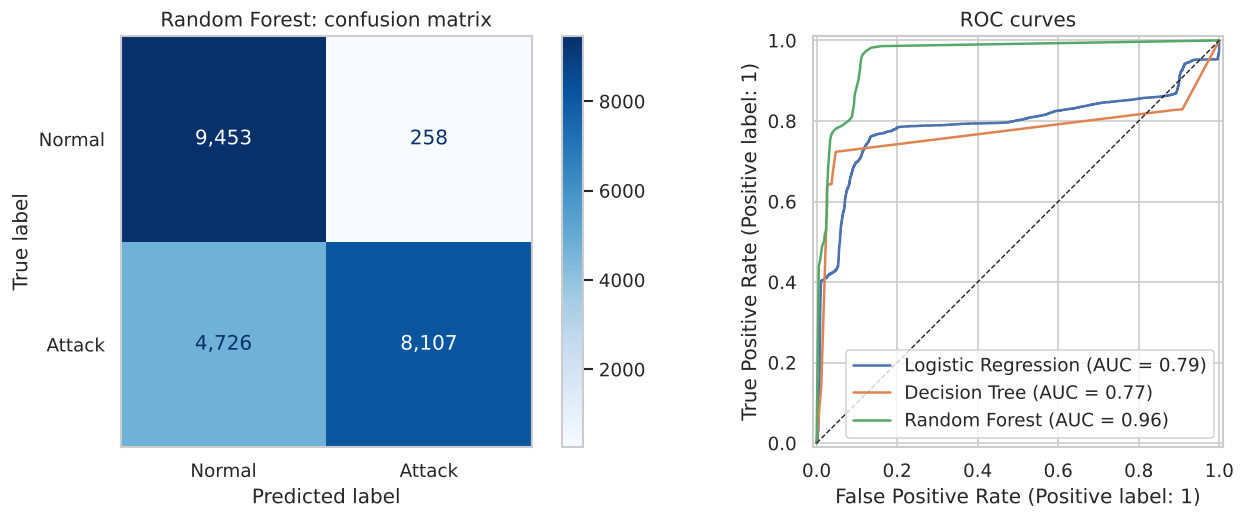 Random Forest: confusion matrix
True label
Normal
Attack
9,453
258
4,726
8,107
Normal
Attack
Predicted label
8000
6000
4000
2000
ROC curves
True Positive Rate (Positive label: 1)
1.0
0.8
0.6
0.4
0.2
0.0
Logistic Regression (AUC = 0.79)
Decision Tree (AUC = 0.77)
Random Forest (AUC = 0.96)
0.0
0.2
0.4
0.6
0.8
1.0
False Positive Rate (Positive label: 1)